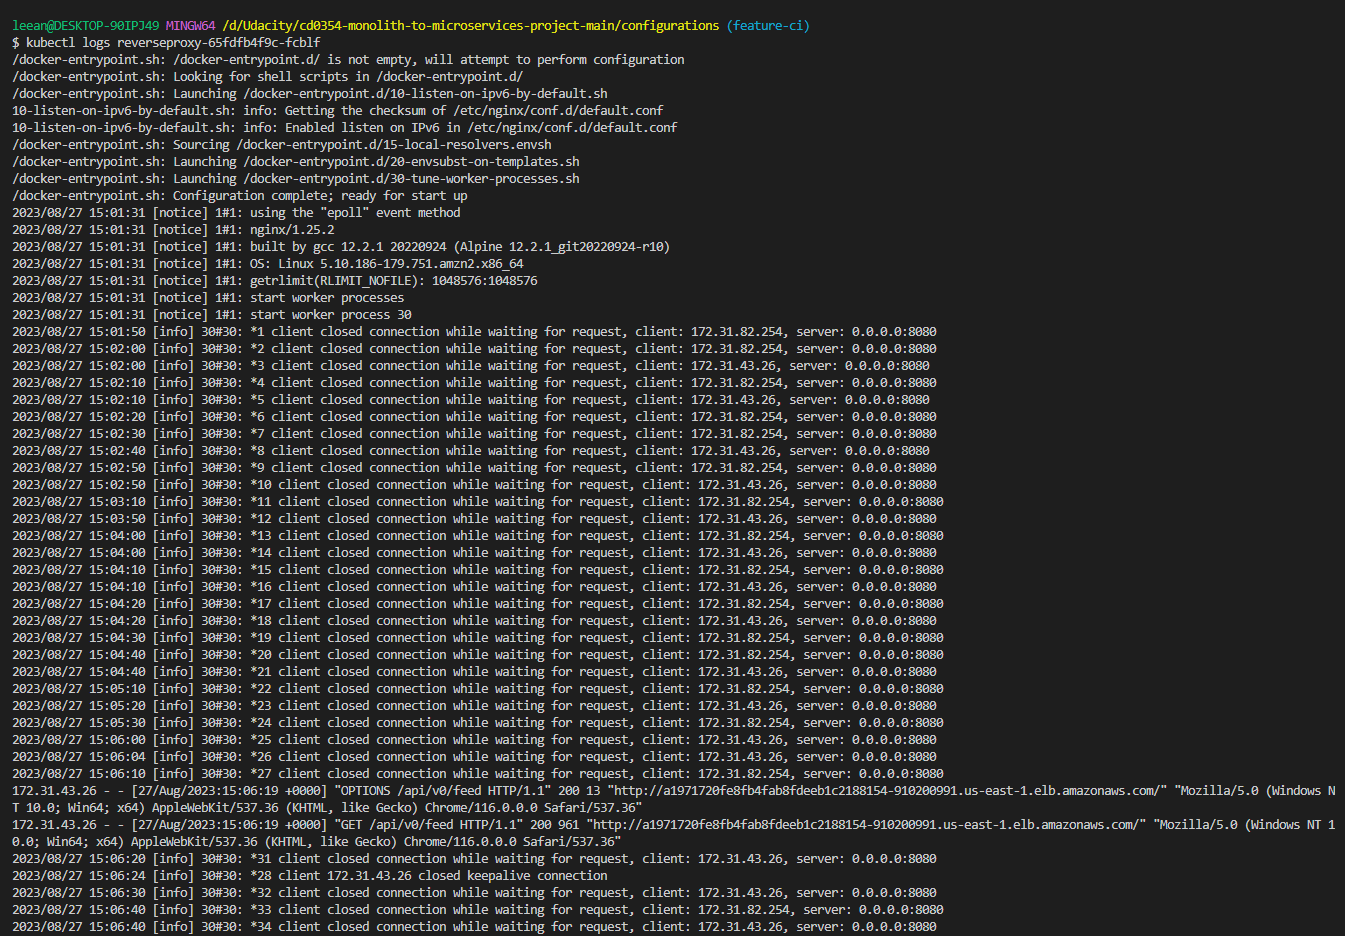 leean@DESKTOP-90IPJ49 MINGW64 /d/Udacity/cd0354-monolith-to-microservices-project-main/configurations (feature-ci)
$ kubectl logs reverseproxy-65fdfb4f9c-fcblf
/docker-entrypoint.sh: /docker-entrypoint.d/ is not empty, will attempt to perform configuration
/docker-entrypoint.sh: Looking for shell scripts in /docker-entrypoint.d/
/docker-entrypoint.sh: Launching /docker-entrypoint.d/10-listen-on-ipv6-by-default.sh
10-listen-on-ipv6-by-default.sh: info: Getting the checksum of /etc/nginx/conf.d/default.conf
10-listen-on-ipv6-by-default.sh: info: Enabled listen on IPv6 in /etc/nginx/conf.d/default.conf
/docker-entrypoint.sh: Sourcing /docker-entrypoint.d/15-local-resolvers.envsh
/docker-entrypoint.sh: Launching /docker-entrypoint.d/20-envsubst-on-templates.sh
/docker-entrypoint.sh: Launching /docker-entrypoint.d/30-tune-worker-processes.sh
/docker-entrypoint.sh: Configuration complete; ready for start up
2023/08/27 15:01:31 [notice] 1#1: using the "epoll" event method
2023/08/27 15:01:31 [notice] 1#1: nginx/1.25.2
2023/08/27 15:01:31 [notice] 1#1: built by gcc 12.2.1 20220924 (Alpine 12.2.1_git20220924-r10)
2023/08/27 15:01:31 [notice] 1#1: OS: Linux 5.10.186-179.751.amzn2.x86_64
2023/08/27 15:01:31 [notice] 1#1: getrlimit(RLIMIT_NOFILE): 1048576:1048576
2023/08/27 15:01:31 [notice] 1#1: start worker processes
2023/08/27 15:01:31 [notice] 1#1: start worker process 30
2023/08/27 15:01:50 [info] 30#30: *1 client closed connection while waiting for request, client: 172.31.82.254, server: 0.0.0.0:8080
2023/08/27 15:02:00 [info] 30#30: *2 client closed connection while waiting for request, client: 172.31.82.254, server: 0.0.0.0:8080
2023/08/27 15:02:00 [info] 30#30: *3 client closed connection while waiting for request, client: 172.31.43.26, server: 0.0.0.0:8080
2023/08/27 15:02:10 [info] 30#30: *4 client closed connection while waiting for request, client: 172.31.82.254, server: 0.0.0.0:8080
2023/08/27 15:02:10 [info] 30#30: *5 client closed connection while waiting for request, client: 172.31.43.26, server: 0.0.0.0:8080
2023/08/27 15:02:20 [info] 30#30: *6 client closed connection while waiting for request, client: 172.31.82.254, server: 0.0.0.0:8080
2023/08/27 15:02:30 [info] 30#30: *7 client closed connection while waiting for request, client: 172.31.82.254, server: 0.0.0.0:8080
2023/08/27 15:02:40 [info] 30#30: *8 client closed connection while waiting for request, client: 172.31.43.26, server: 0.0.0.0:8080
2023/08/27 15:02:50 [info] 30#30: *9 client closed connection while waiting for request, client: 172.31.82.254, server: 0.0.0.0:8080
2023/08/27 15:02:50 [info] 30#30: *10 client closed connection while waiting for request, client: 172.31.43.26, server: 0.0.0.0:8080
2023/08/27 15:03:10 [info] 30#30: *11 client closed connection while waiting for request, client: 172.31.82.254, server: 0.0.0.0:8080
2023/08/27 15:03:50 [info] 30#30: *12 client closed connection while waiting for request, client: 172.31.43.26, server: 0.0.0.0:8080
2023/08/27 15:04:00 [info] 30#30: *13 client closed connection while waiting for request, client: 172.31.82.254, server: 0.0.0.0:8080
2023/08/27 15:04:00 [info] 30#30: *14 client closed connection while waiting for request, client: 172.31.43.26, server: 0.0.0.0:8080
2023/08/27 15:04:10 [info] 30#30: *15 client closed connection while waiting for request, client: 172.31.82.254, server: 0.0.0.0:8080
2023/08/27 15:04:10 [info] 30#30: *16 client closed connection while waiting for request, client: 172.31.43.26, server: 0.0.0.0:8080
2023/08/27 15:04:20 [info] 30#30: *17 client closed connection while waiting for request, client: 172.31.82.254, server: 0.0.0.0:8080
2023/08/27 15:04:20 [info] 30#30: *18 client closed connection while waiting for request, client: 172.31.43.26, server: 0.0.0.0:8080
2023/08/27 15:04:30 [info] 30#30: *19 client closed connection while waiting for request, client: 172.31.82.254, server: 0.0.0.0:8080
2023/08/27 15:04:40 [info] 30#30: *20 client closed connection while waiting for request, client: 172.31.82.254, server: 0.0.0.0:8080
2023/08/27 15:04:40 [info] 30#30: *21 client closed connection while waiting for request, client: 172.31.43.26, server: 0.0.0.0:8080
2023/08/27 15:05:10 [info] 30#30: *22 client closed connection while waiting for request, client: 172.31.82.254, server: 0.0.0.0:8080
2023/08/27 15:05:20 [info] 30#30: *23 client closed connection while waiting for request, client: 172.31.43.26, server: 0.0.0.0:8080
2023/08/27 15:05:30 [info] 30#30: *24 client closed connection while waiting for request, client: 172.31.82.254, server: 0.0.0.0:8080
2023/08/27 15:06:00 [info] 30#30: *25 client closed connection while waiting for request, client: 172.31.43.26, server: 0.0.0.0:8080
2023/08/27 15:06:04 [info] 30#30: *26 client closed connection while waiting for request, client: 172.31.43.26, server: 0.0.0.0:8080
2023/08/27 15:06:10 [info] 30#30: *27 client closed connection while waiting for request, client: 172.31.82.254, server: 0.0.0.0:8080
172.31.43.26 - - [27/Aug/2023:15:06:19 +0000] "OPTIONS /api/v0/feed HTTP/1.1" 200 13 "http://a1971720fe8fb4fab8fdeeb1c2188154-910200991.us-east-1.elb.amazonaws.com/" "Mozilla/5.0 (Windows N
T 10.0; Win64; x64) AppleWebKit/537.36 (KHTML, like Gecko) Chrome/116.0.0.0 Safari/537.36"
172.31.43.26 - - [27/Aug/2023:15:06:19 +0000] "GET /api/v0/feed HTTP/1.1" 200 961 "http://a1971720fe8fb4fab8fdeeb1c2188154-910200991.us-east-1.elb.amazonaws.com/" "Mozilla/5.0 (Windows NT 1
0.0; Win64; x64) AppleWebKit/537.36 (KHTML, like Gecko) Chrome/116.0.0.0 Safari/537.36"
2023/08/27 15:06:20 [info] 30#30: *31 client closed connection while waiting for request, client: 172.31.43.26, server: 0.0.0.0:8080
2023/08/27 15:06:24 [info] 30#30: *28 client 172.31.43.26 closed keepalive connection
2023/08/27 15:06:30 [info] 30#30: *32 client closed connection while waiting for request, client: 172.31.43.26, server: 0.0.0.0:8080
2023/08/27 15:06:40 [info] 30#30: *33 client closed connection while waiting for request, client: 172.31.82.254, server: 0.0.0.0:8080
2023/08/27 15:06:40 [info] 30#30: *34 client closed connection while waiting for request, client: 172.31.43.26, server: 0.0.0.0:8080